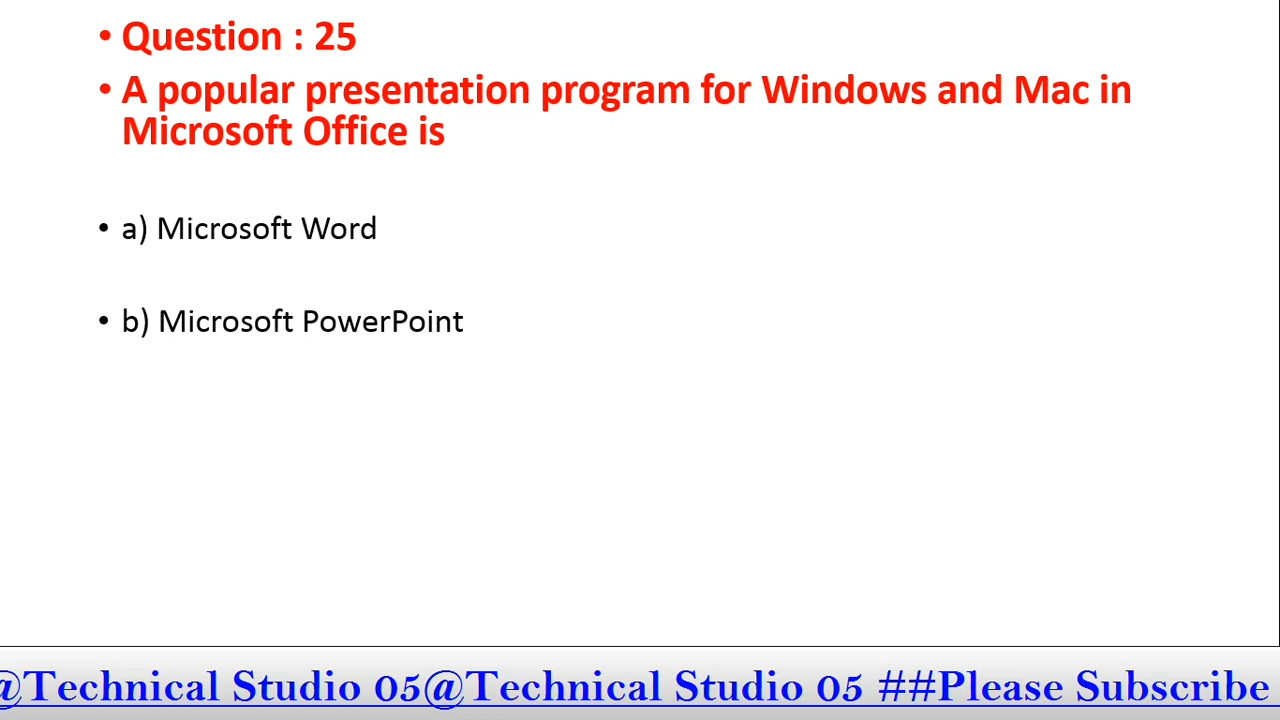 • Question : 25
• A popular presentation program for Windows and Mac in
Microsoft Office is
• a) Microsoft Word
• b) Microsoft PowerPoint
@Technical Studio 05@Technical Studio 05 ##Please Subscribe